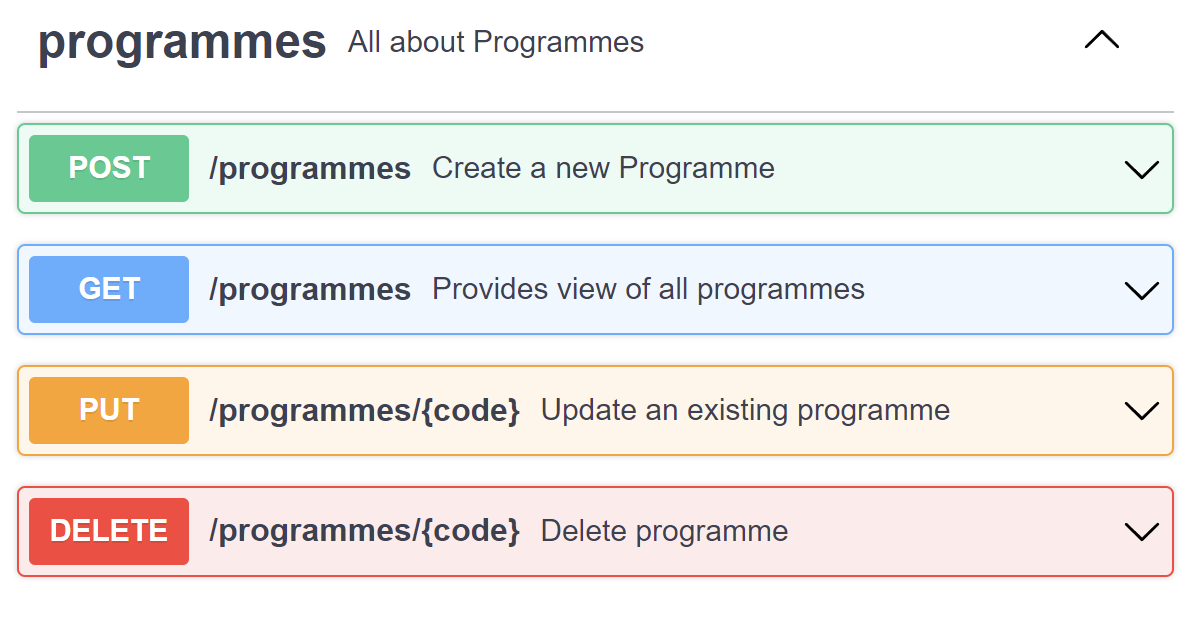 programmes All about Programmes
POST /programmes Create a new Programme
GET /programmes Provides view of all programmes
PUT /programmes/{code} Update an existing programme
DELETE /programmes/{code} Delete programme